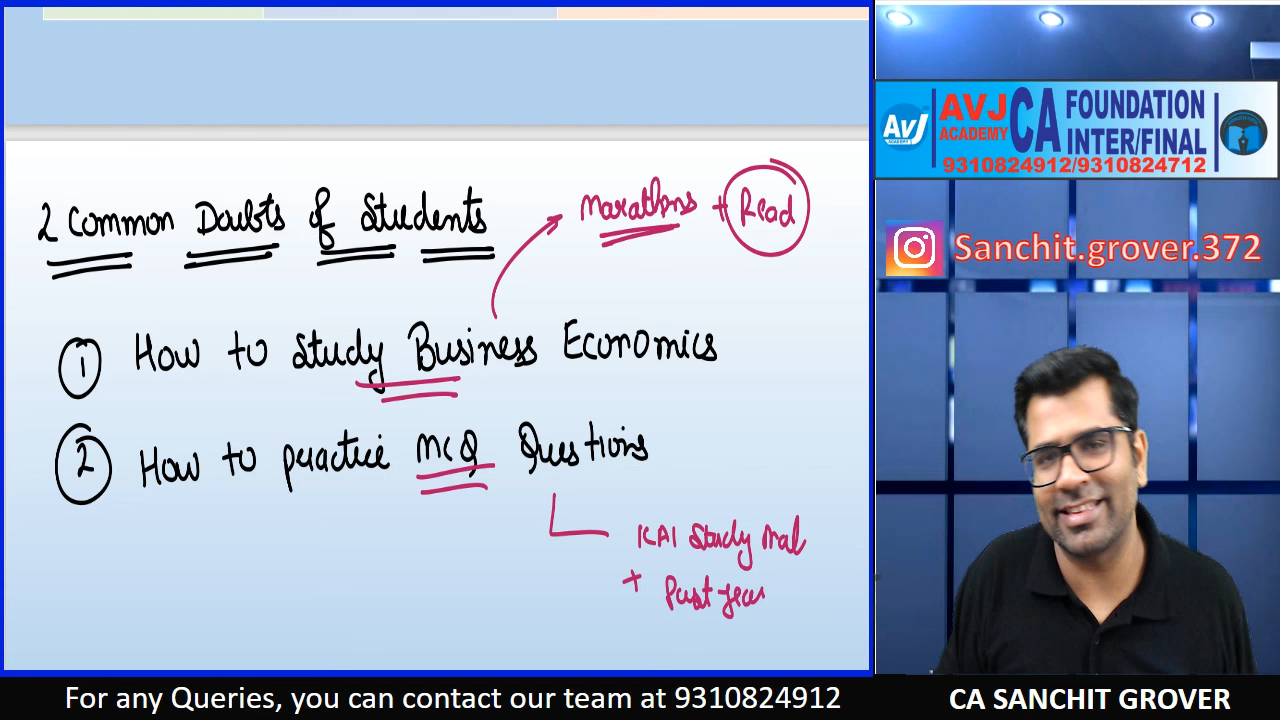 2 Common Doubts of Students
Marathons + Read
1 How to Study Business Economics
2 How to practice MCQ Questions
ICAI Study Mat
+ Past year
AVJ
ACADEMY
AVJ
ACADEMY
CA
FOUNDATION
INTER/FINAL
9310824912/9310824712
Sanchit.grover.372
For any Queries, you can contact our team at 9310824912
CA SANCHIT GROVER